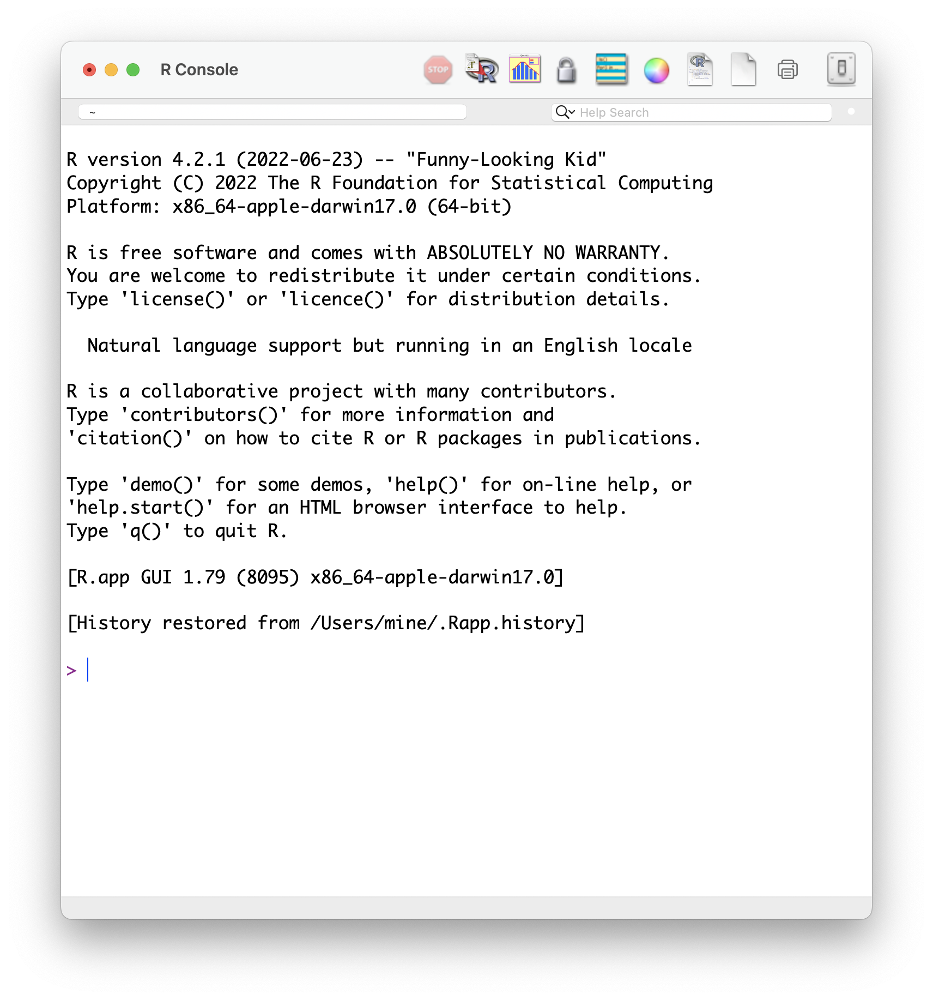 R Console
STOP
~
Help Search
R version 4.2.1 (2022-06-23) -- "Funny-Looking Kid"
Copyright (C) 2022 The R Foundation for Statistical Computing
Platform: x86_64-apple-darwin17.0 (64-bit)
R is free software and comes with ABSOLUTELY NO WARRANTY.
You are welcome to redistribute it under certain conditions.
Type 'license()' or 'licence()' for distribution details.
Natural language support but running in an English locale
R is a collaborative project with many contributors.
Type 'contributors()' for more information and
'citation()' on how to cite R or R packages in publications.
Type 'demo()' for some demos, 'help()' for on-line help, or
'help.start()' for an HTML browser interface to help.
Type 'q()' to quit R.
[R.app GUI 1.79 (8095) x86_64-apple-darwin17.0]
[History restored from /Users/mine/.Rapp.history]
>